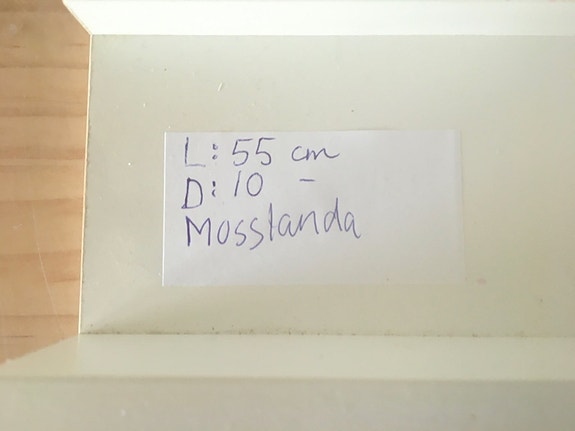 L: 55 cm
D: 10 –
Mosslanda